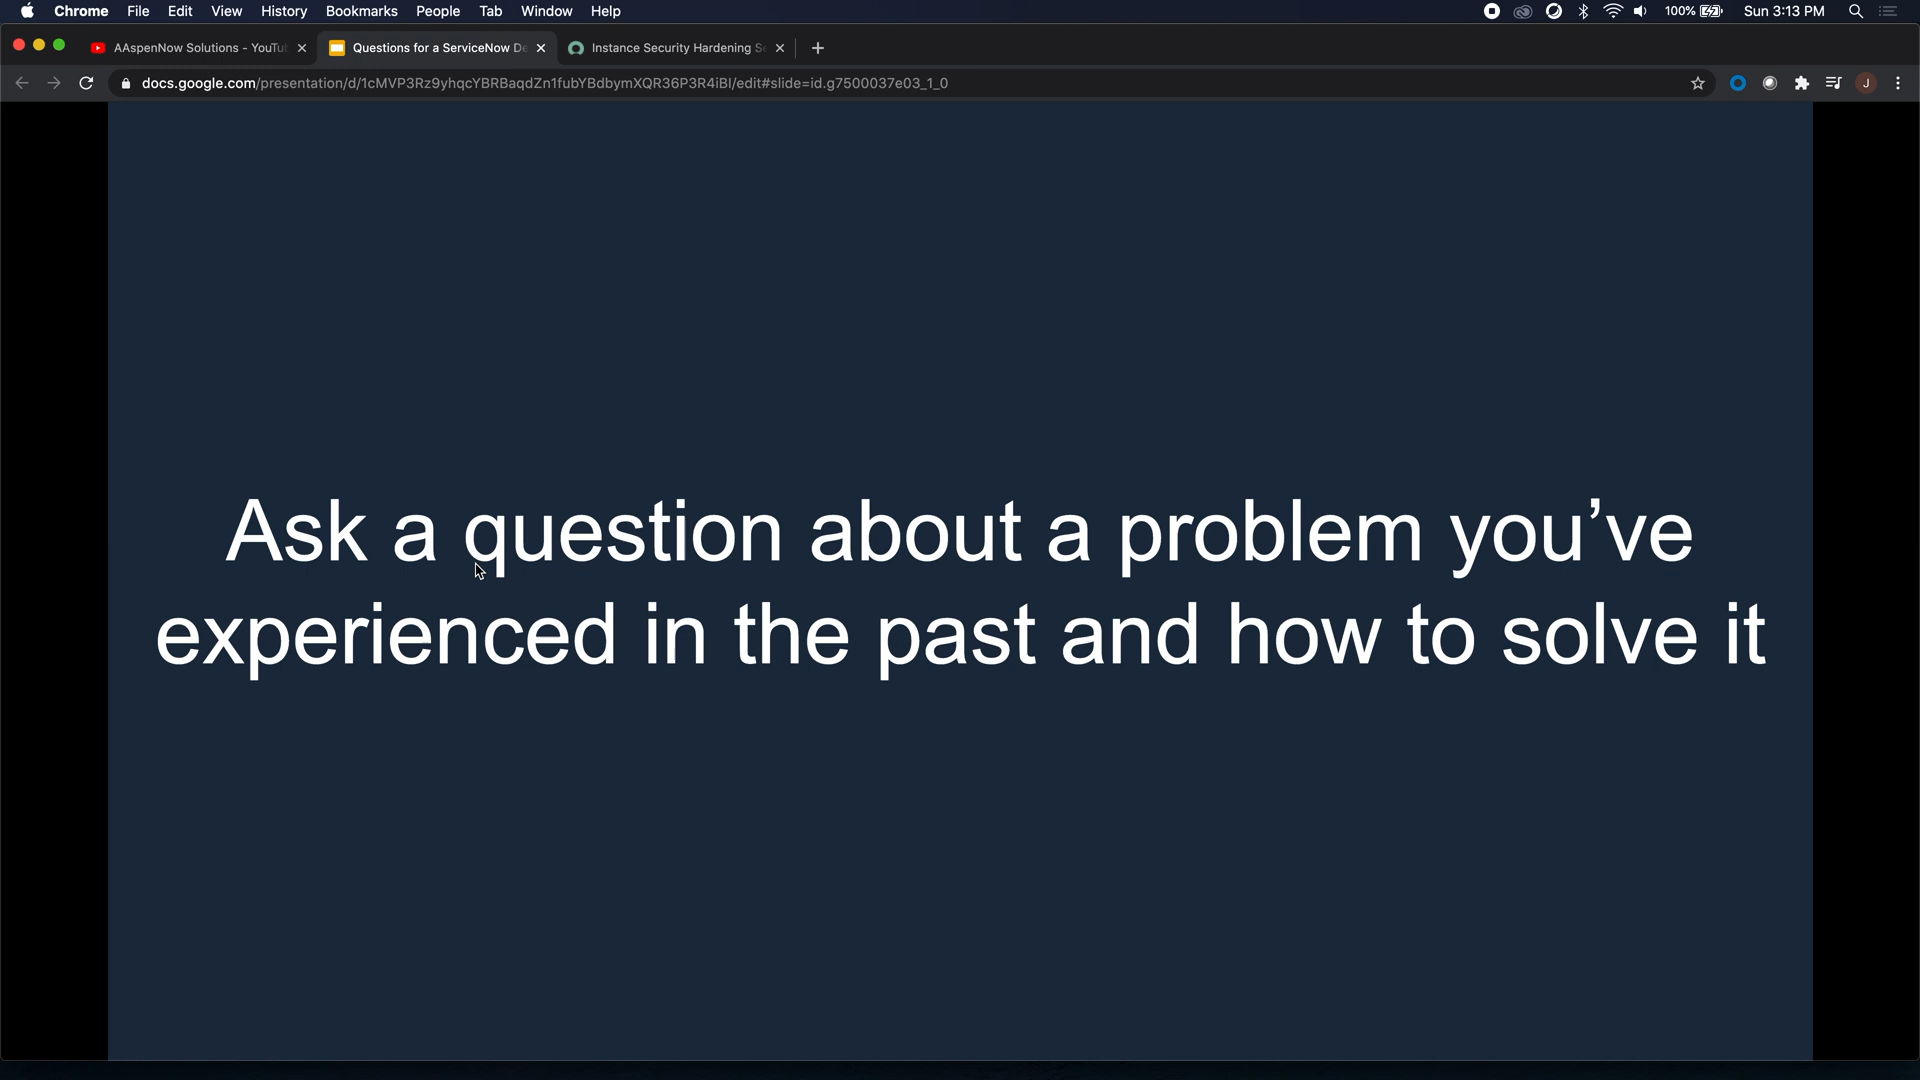 Chrome File Edit View History Bookmarks People Tab Window Help 100% Sun 3:13 PM
AAspenNow Solutions - YouTu Questions for a ServiceNow De Instance Security Hardening Se
docs.google.com/presentation/d/1cMVP3Rz9yhqcYBRBaqdZn1fubYBdbymXQR36P3R4iBI/edit#slide=id.g7500037e03_1_0 J
Ask a question about a problem you’ve
experienced in the past and how to solve it